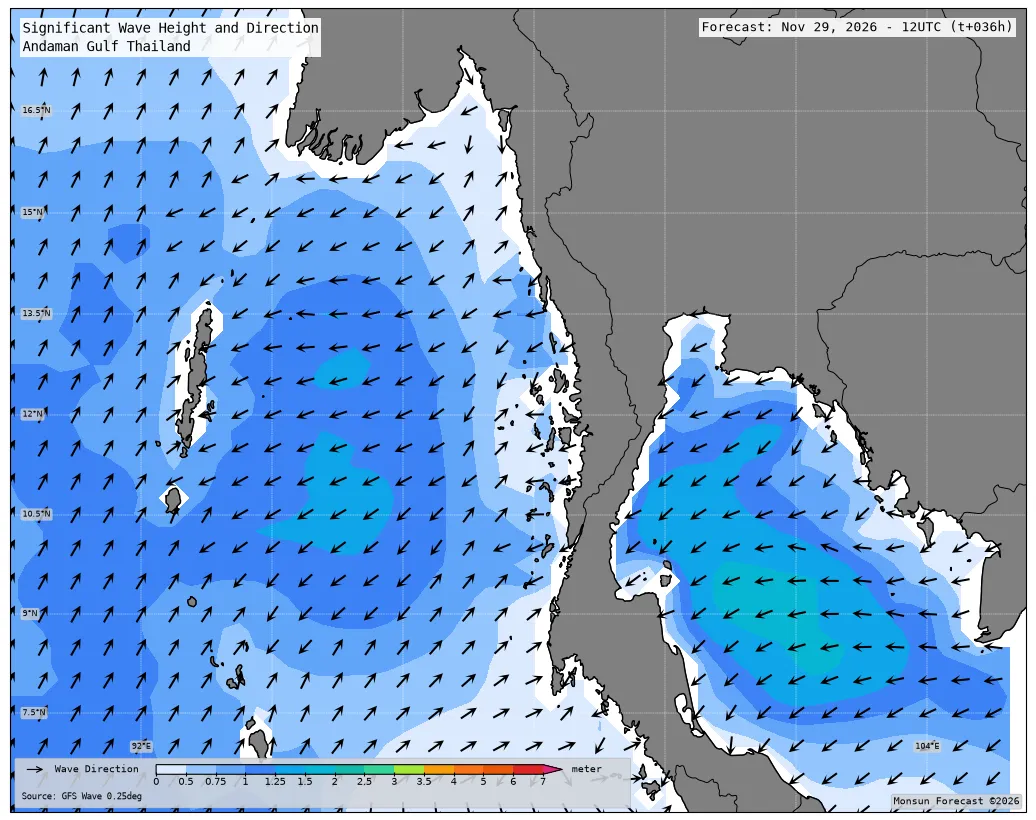 Significant Wave Height and Direction
Andaman Gulf Thailand
Forecast: Nov 29, 2026 - 12UTC (t+036h)
16.5°N
15°N
13.5°N
12°N
10.5°N
9°N
7.5°N
92°E
104°E
Wave Direction
0 0.5 0.75 1 1.25 1.5 2 2.5 3 3.5 4 5 6 7
meter
Source: GFS Wave 0.25deg
Monsun Forecast ©2026